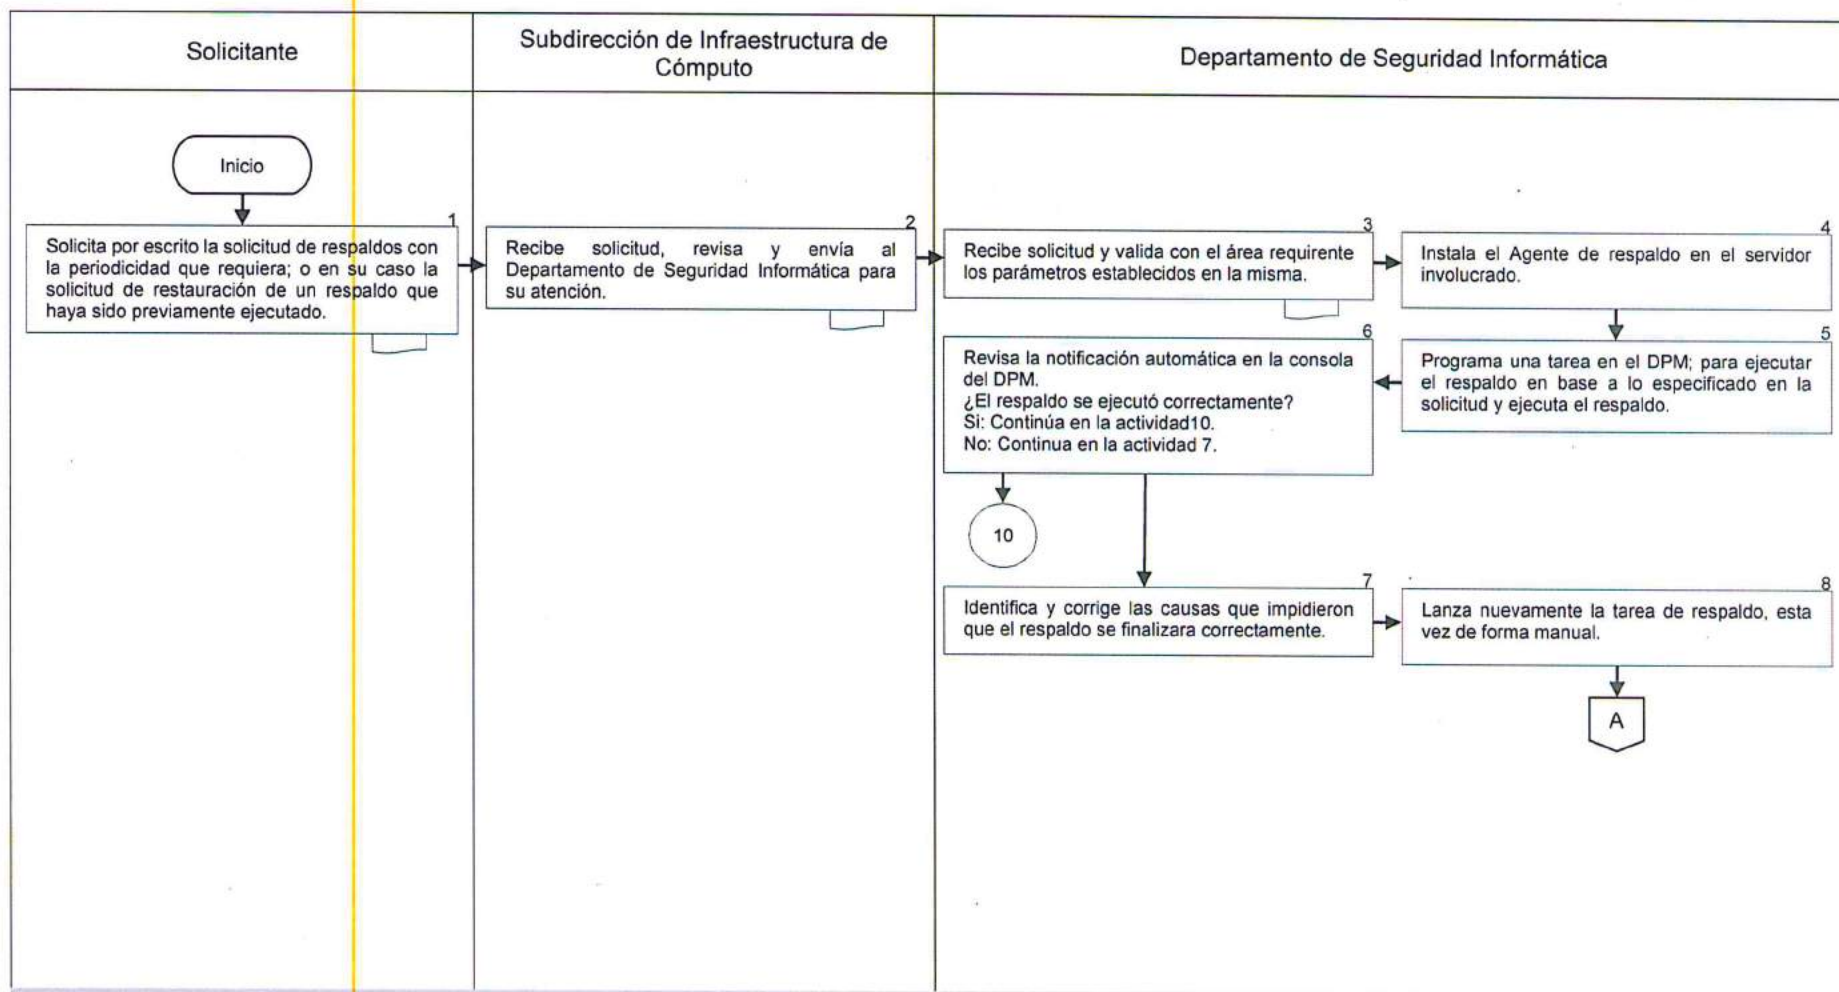 Solicitante
Subdirección de Infraestructura de
Cómputo
Departamento de Seguridad Informática
Inicio
1
Solicita por escrito la solicitud de respaldos con
la periodicidad que requiera; o en su caso la
solicitud de restauración de un respaldo que
haya sido previamente ejecutado.
2
Recibe solicitud, revisa y envía al
Departamento de Seguridad Informática para
su atención.
3
Recibe solicitud y valida con el área requirente
los parámetros establecidos en la misma.
4
Instala el Agente de respaldo en el servidor
involucrado.
5
Programa una tarea en el DPM; para ejecutar
el respaldo en base a lo especificado en la
solicitud y ejecuta el respaldo.
6
Revisa la notificación automática en la consola
del DPM.
¿El respaldo se ejecutó correctamente?
Si: Continúa en la actividad10.
No: Continua en la actividad 7.
10
7
Identifica y corrige las causas que impidieron
que el respaldo se finalizara correctamente.
8
Lanza nuevamente la tarea de respaldo, esta
vez de forma manual.
A